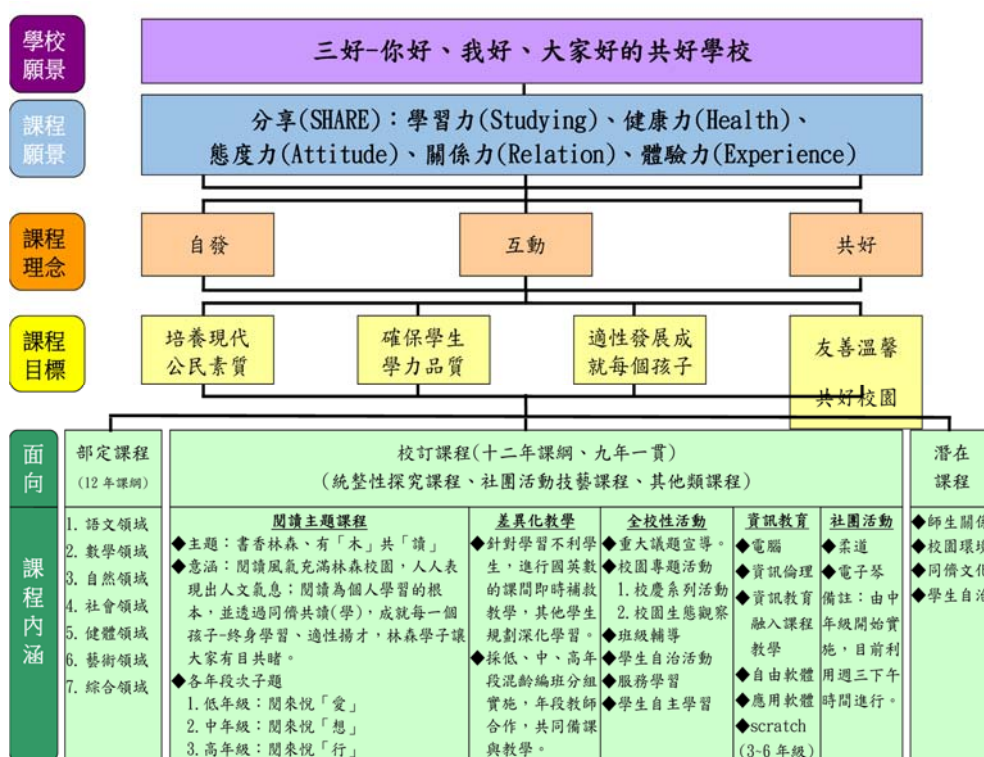 學校
願景
三好-你好、我好、大家好的共好學校
課程
願景
分享(SHARE)：學習力(Studying)、健康力(Health)、
態度力(Attitude)、關係力(Relation)、體驗力(Experience)
課程
理念
自發
互動
共好
課程
目標
培養現代
公民素質
確保學生
學力品質
適性發展成
就每個孩子
友善溫馨
共好校園
面
向
部定課程
(12 年課綱)
校訂課程(十二年課綱、九年一貫)
(統整性探究課程、社團活動技藝課程、其他類課程)
潛在
課程
課
程
內
涵
1. 語文領域
2. 數學領域
3. 自然領域
4. 社會領域
5. 健體領域
6. 藝術領域
7. 綜合領域
閱讀主題課程
◆主題：書香林森、有「木」共「讀」
◆意涵：閱讀風氣充滿林森校園，人人表
現出人文氣息；閱讀為個人學習的根
本，並透過同儕共讀(學)，成就每一個
孩子-終身學習、適性揚才，林森學子讓
大家有目共睹。
◆各年段次子題
1. 低年級：閱來悅「愛」
2. 中年級：閱來悅「想」
3. 高年級：閱來悅「行」
差異化教學
◆針對學習不利學
生，進行國英數
的課間即時補救
教學，其他學生
規劃深化學習。
◆採低、中、高年
段混齡編班分組
實施，年段教師
合作，共同備課
與教學。
全校性活動
◆重大議題宣導。
◆校園專題活動
1. 校慶系列活動
2. 校園生態觀察
◆班級輔導
◆學生自治活動
◆服務學習
◆學生自主學習
資訊教育
◆電腦
◆資訊倫理
◆資訊教育
融入課程
教學
◆自由軟體
◆應用軟體
◆scratch
(3~6 年級)
社團活動
◆柔道
◆電子琴
備註：由中
年級開始實
施，目前利
用週三下午
時間進行。
◆師生關係
◆校園環境
◆同儕文化
◆學生自治